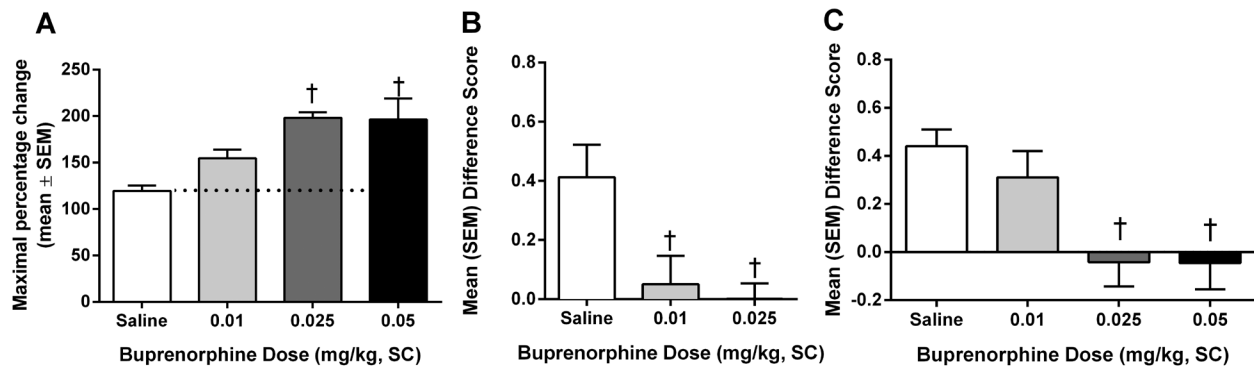 A
Maximal percentage change
(mean ± SEM)
250
200
150
100
50
0
†
†
Saline
0.01
0.025
0.05
Buprenorphine Dose (mg/kg, SC)
B
Mean (SEM) Difference Score
0.8
0.6
0.4
0.2
0.0
†
†
Saline
0.01
0.025
Buprenorphine Dose (mg/kg, SC)
C
Mean (SEM) Difference Score
0.8
0.6
0.4
0.2
0.0
-0.2
†
†
Saline
0.01
0.025
0.05
Buprenorphine Dose (mg/kg, SC)